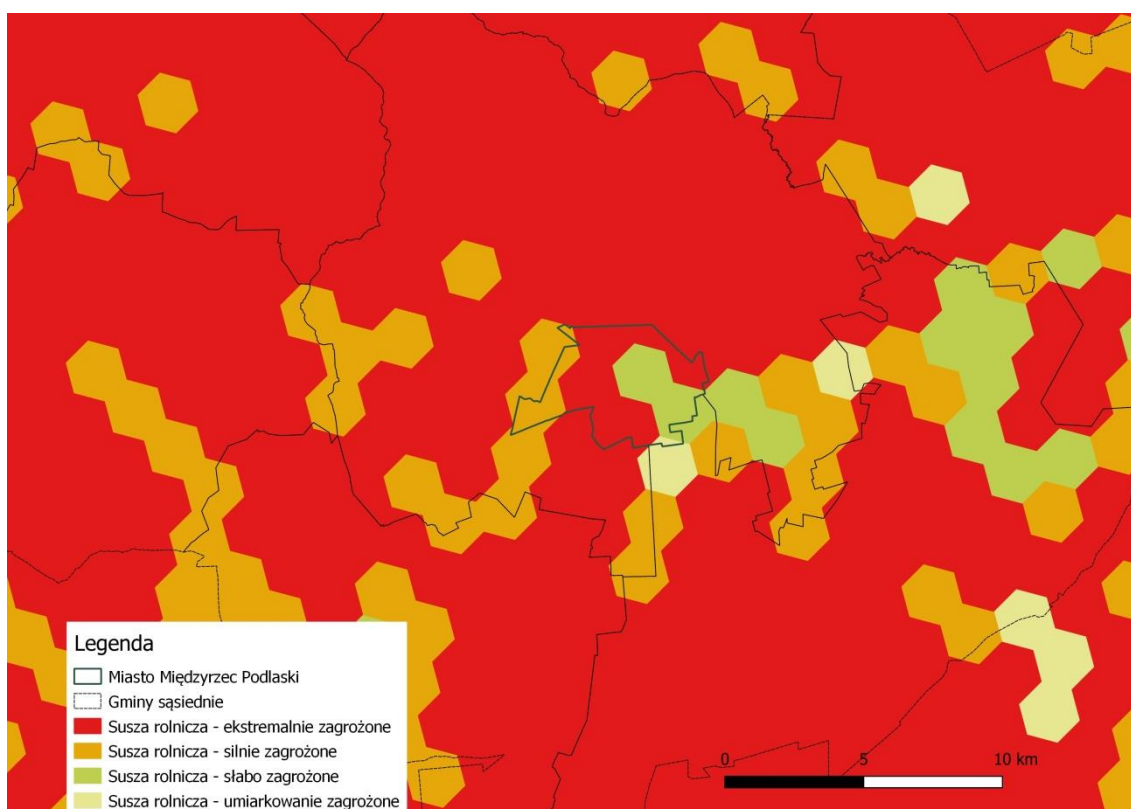 Legenda
Miasto Międzyrzec Podlaski
Gminy sąsiednie
Susza rolnicza - ekstremalnie zagrożone
Susza rolnicza - silnie zagrożone
Susza rolnicza - słabo zagrożone
Susza rolnicza - umiarkowanie zagrożone
0 5 10 km